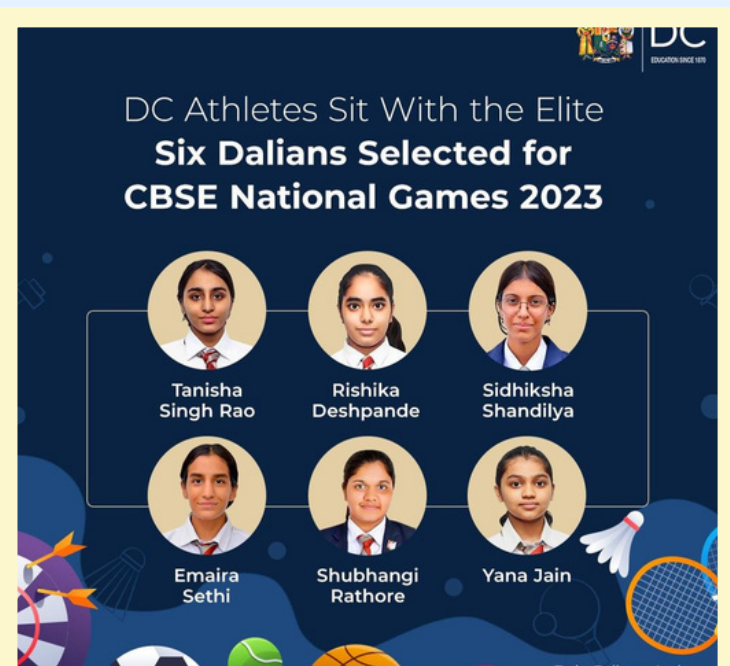 DC
EDUCATION SINCE 1870
DC Athletes Sit With the Elite
Six Dalians Selected for
CBSE National Games 2023
Tanisha
Singh Rao
Rishika
Deshpande
Sidhiksha
Shandilya
Emaira
Sethi
Shubhangi
Rathore
Yana Jain